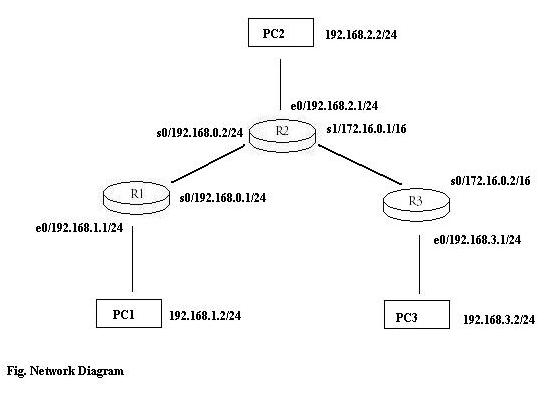 PC2
192.168.2.2/24
e0/192.168.2.1/24
s0/192.168.0.2/24
R2
s1/172.16.0.1/16
s0/172.16.0.2/16
R1
s0/192.168.0.1/24
R3
e0/192.168.1.1/24
e0/192.168.3.1/24
PC1
192.168.1.2/24
PC3
192.168.3.2/24
Fig. Network Diagram